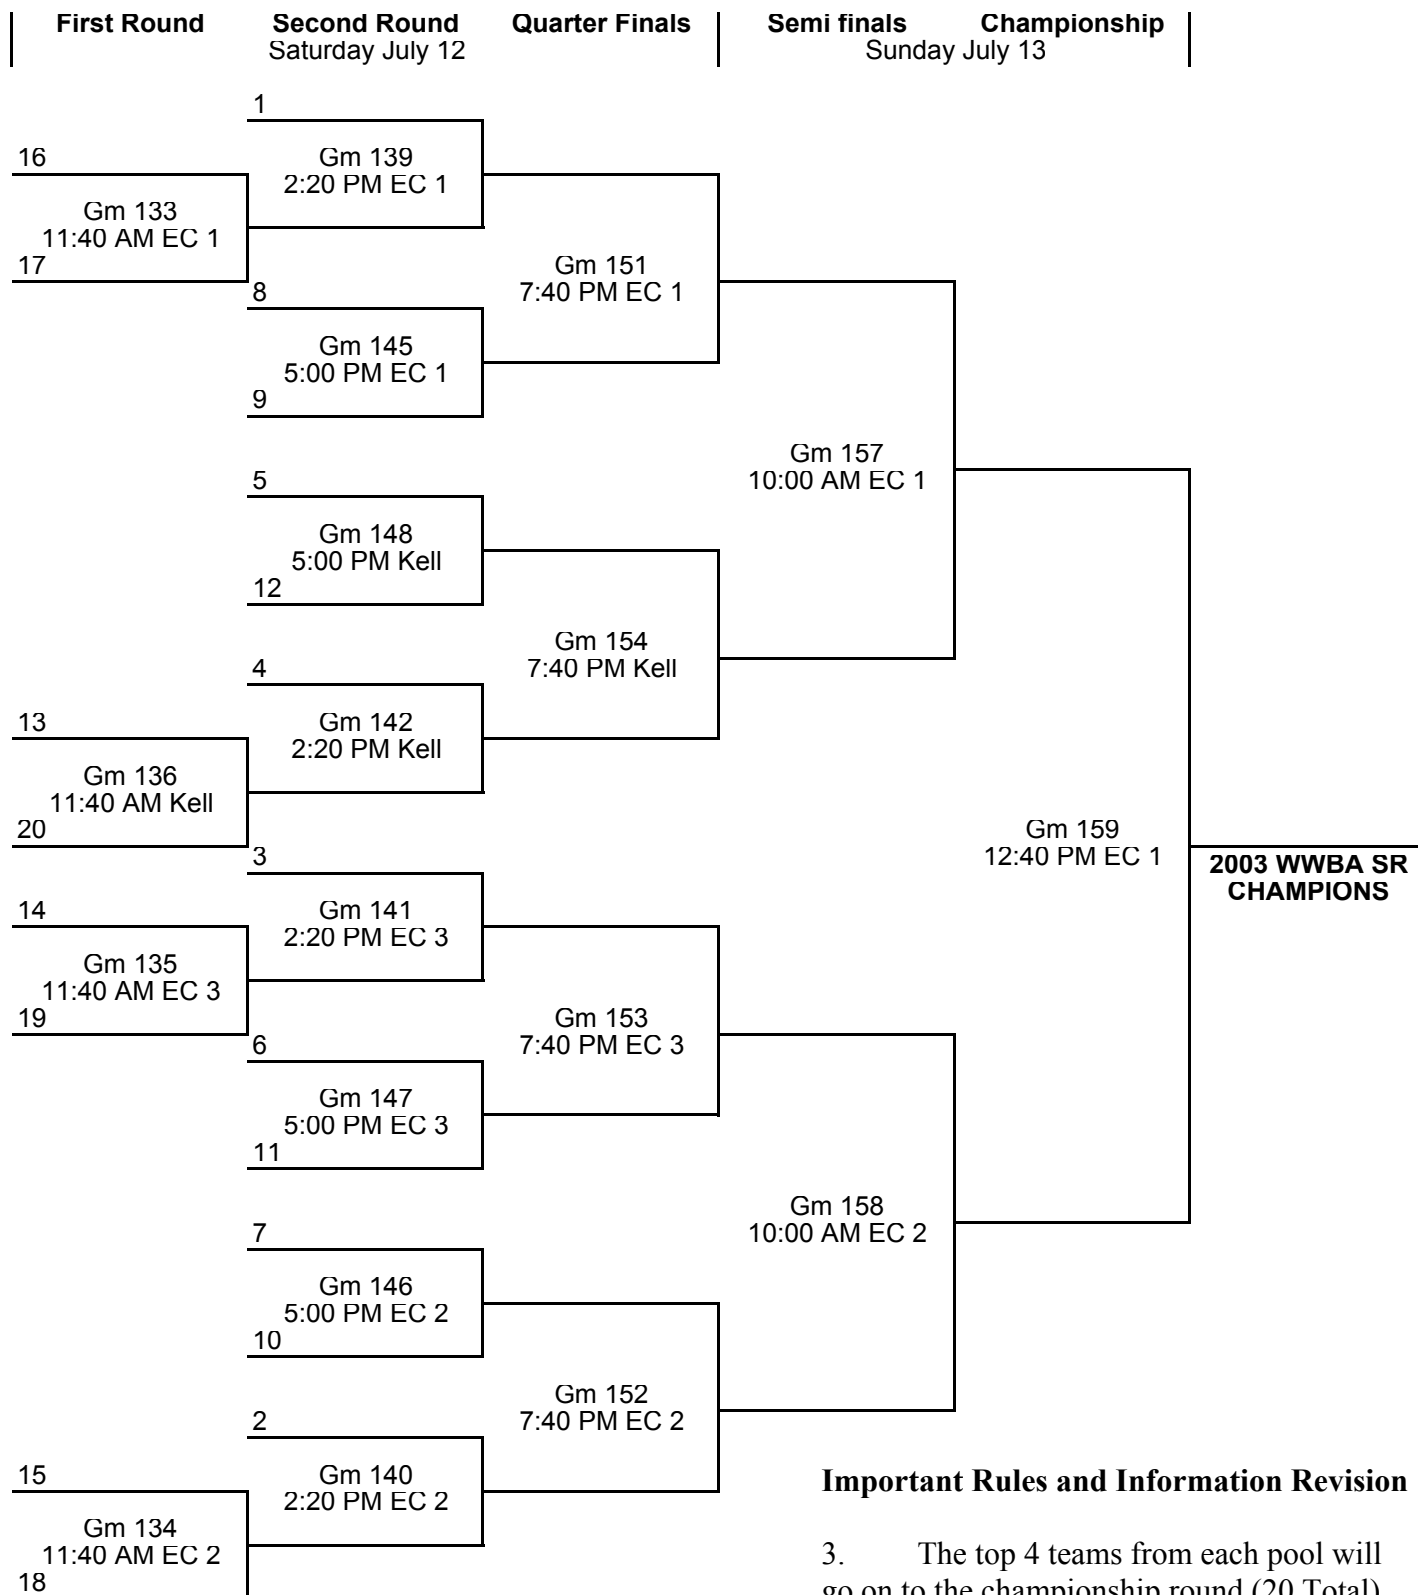 First Round Second Round Quarter Finals Semi finals Championship
Saturday July 12 Sunday July 13
1
16
Gm 139
2:20 PM EC 1
Gm 133
11:40 AM EC 1
17
8
Gm 151
7:40 PM EC 1
Gm 145
5:00 PM EC 1
9
Gm 157
10:00 AM EC 1
5
Gm 148
5:00 PM Kell
12
Gm 154
7:40 PM Kell
4
13
Gm 142
2:20 PM Kell
Gm 136
11:40 AM Kell
20
Gm 159
12:40 PM EC 1
2003 WWBA SR
CHAMPIONS
3
14
Gm 141
2:20 PM EC 3
Gm 135
11:40 AM EC 3
19
Gm 153
7:40 PM EC 3
6
Gm 147
5:00 PM EC 3
11
Gm 158
10:00 AM EC 2
7
Gm 146
5:00 PM EC 2
10
Gm 152
7:40 PM EC 2
2
15
Gm 140
2:20 PM EC 2
Gm 134
11:40 AM EC 2
18
Important Rules and Information Revision
3. The top 4 teams from each pool will
go on to the championship round (20 Total)